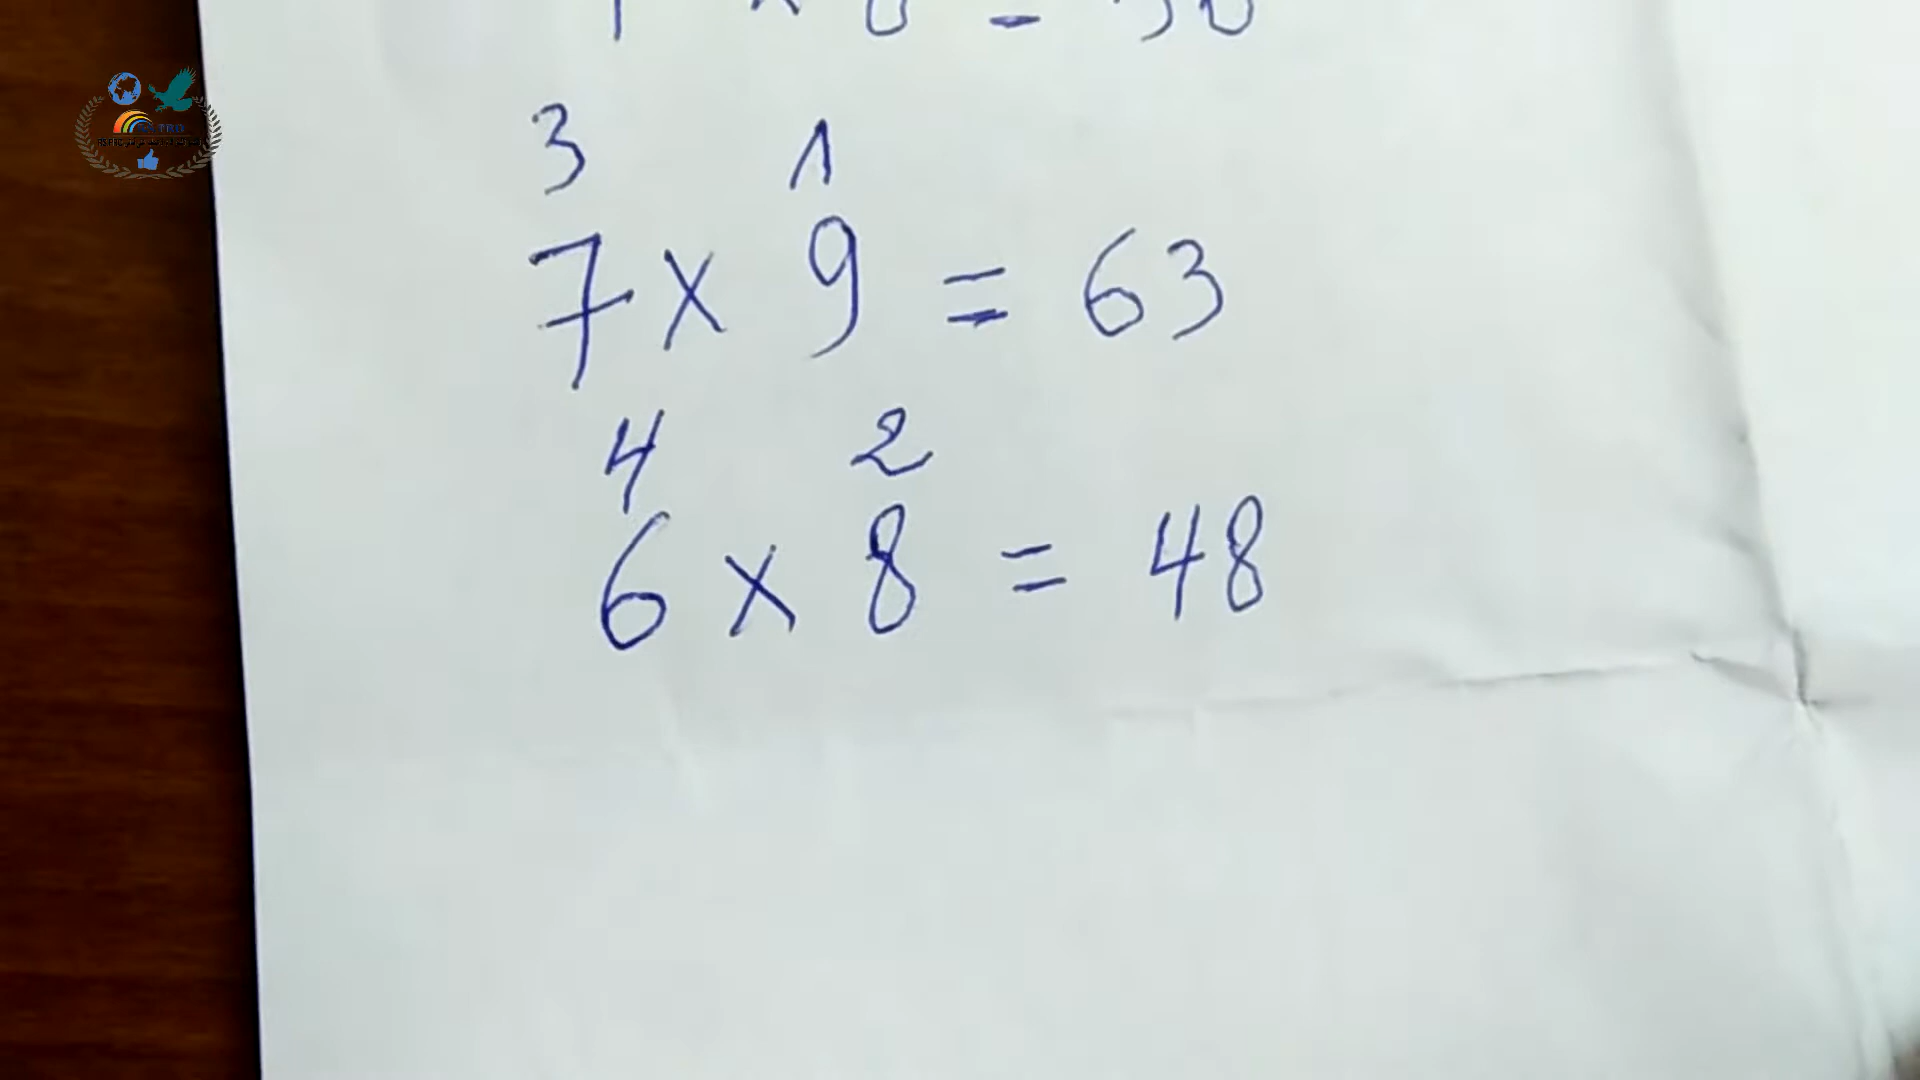 3 1
7 x 9 = 63
4 2
6 x 8 = 48